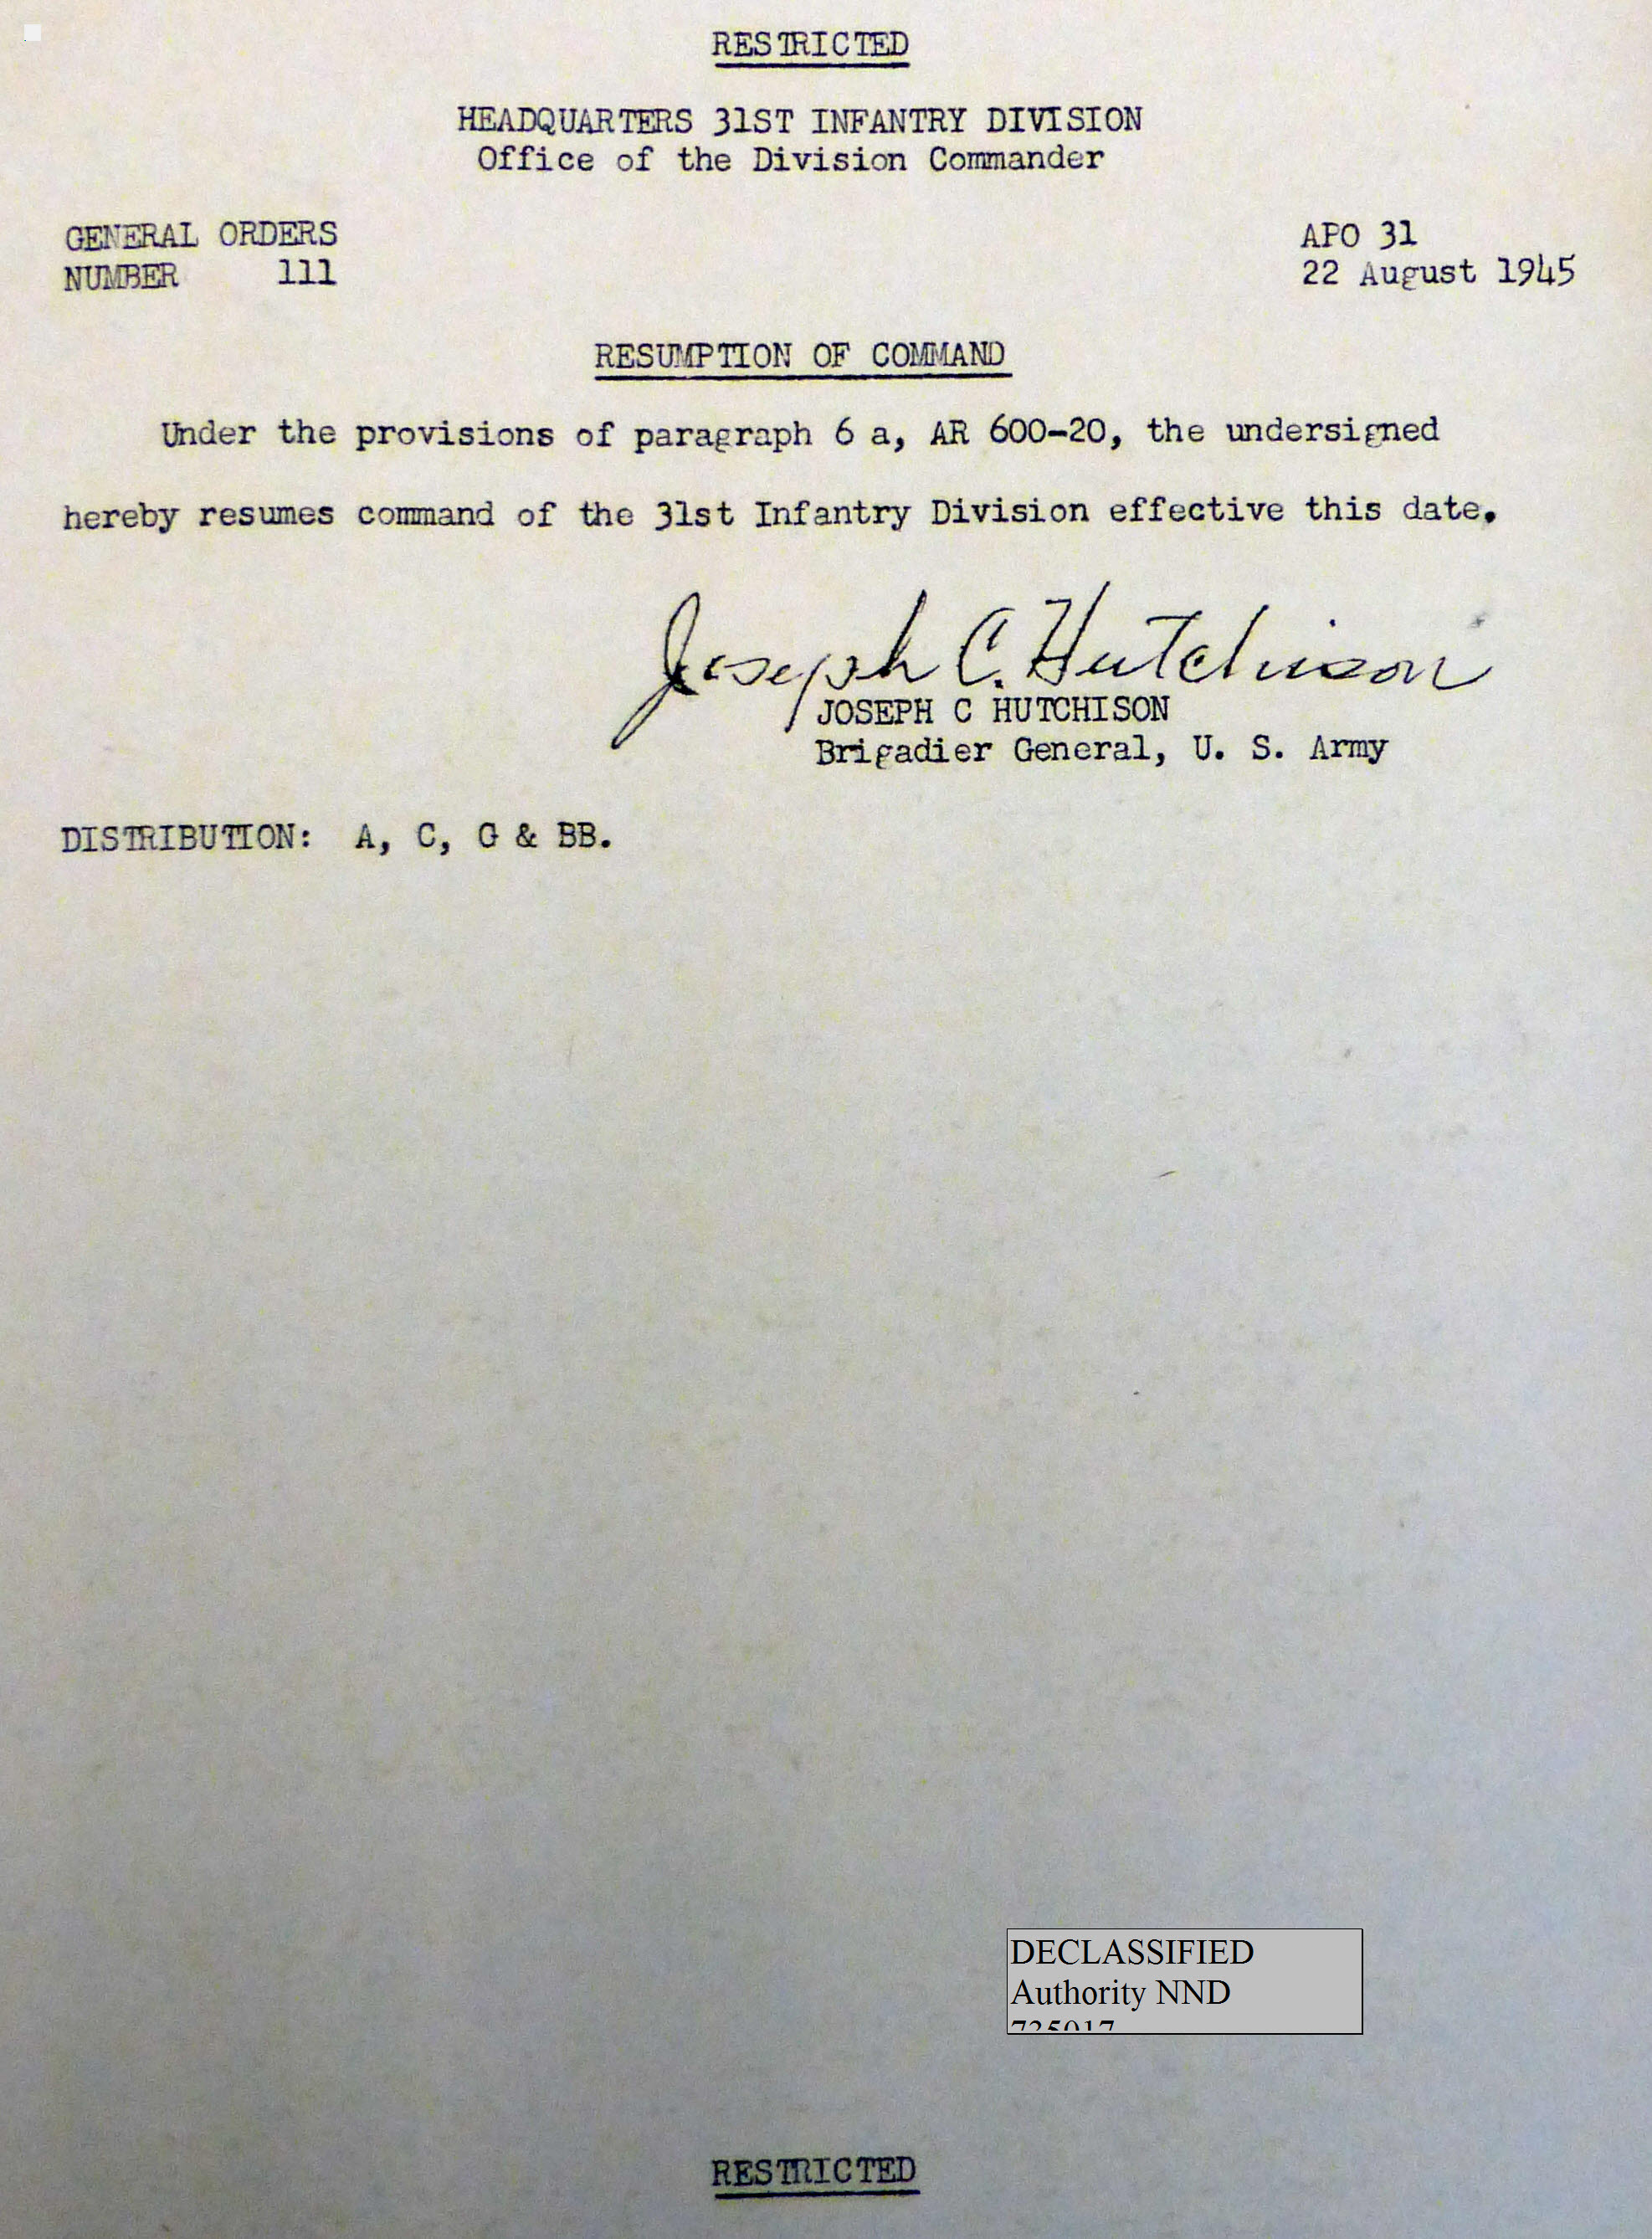 RESTRICTED
HEADQUARTERS 31ST INFANTRY DIVISION
Office of the Division Commander
GENERAL ORDERS
NUMBER 111
APO 31
22 August 1945
RESUMPTION OF COMMAND
Under the provisions of paragraph 6 a, AR 600-20, the undersigned
hereby resumes command of the 31st Infantry Division effective this date.
Joseph C. Hutchison
JOSEPH C HUTCHISON
Brigadier General, U. S. Army
DISTRIBUTION: A, C, G & BB.
DECLASSIFIED
Authority NND
RESTRICTED